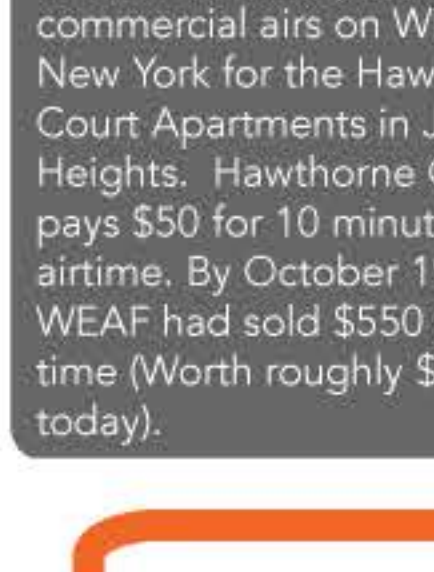 commercial airs on W
New York for the Haw
Court Apartments in J
Heights. Hawthorne C
pays $50 for 10 minut
airtime. By October 1
WEAF had sold $550
time (Worth roughly $
today).